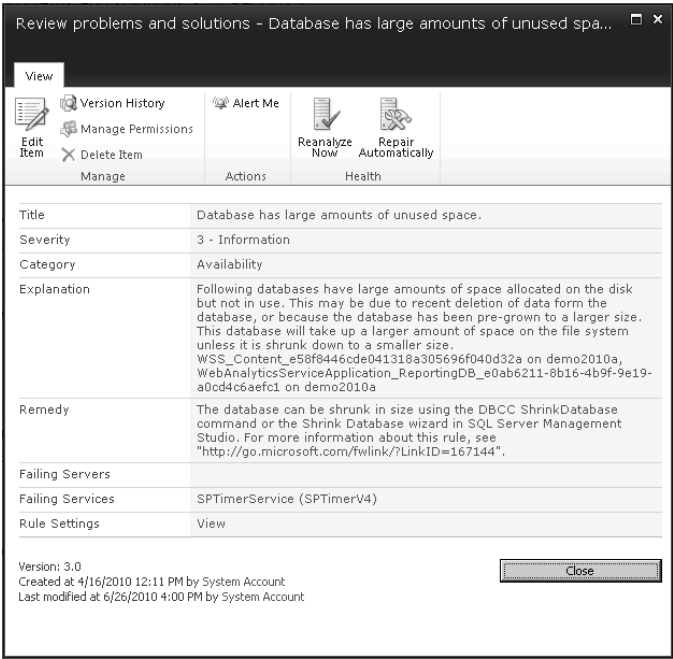 Review problems and solutions - Database has large amounts of unused spa...
View
Edit Item
Version History
Manage Permissions
Delete Item
Manage
Alert Me
Actions
Reanalyze Now
Repair Automatically
Health
Title
Database has large amounts of unused space.
Severity
3 - Information
Category
Availability
Explanation
Following databases have large amounts of space allocated on the disk
but not in use. This may be due to recent deletion of data form the
database, or because the database has been pre-grown to a larger size.
This database will take up a larger amount of space on the file system
unless it is shrunk down to a smaller size.
WSS_Content_e58f8446cde041318a305696f040d32a on demo2010a,
WebAnalyticsServiceApplication_ReportingDB_e0ab6211-8b16-4b9f-9e19-
a0cd4c6aefc1 on demo2010a
Remedy
The database can be shrunk in size using the DBCC ShrinkDatabase
command or the Shrink Database wizard in SQL Server Management
Studio. For more information about this rule, see
"http://go.microsoft.com/fwlink/?LinkID=167144".
Failing Servers
Failing Services
SPTimerService (SPTimerV4)
Rule Settings
View
Version: 3.0
Created at 4/16/2010 12:11 PM by System Account
Last modified at 6/26/2010 4:00 PM by System Account
Close